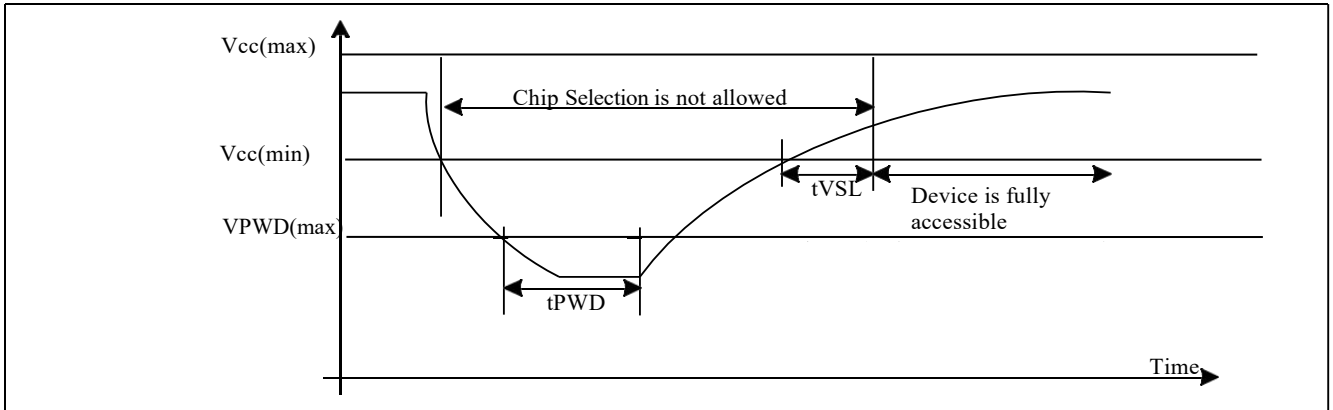 Vcc(max)
Chip Selection is not allowed
Vcc(min)
tVSL
Device is fully
accessible
VPWD(max)
tPWD
Time